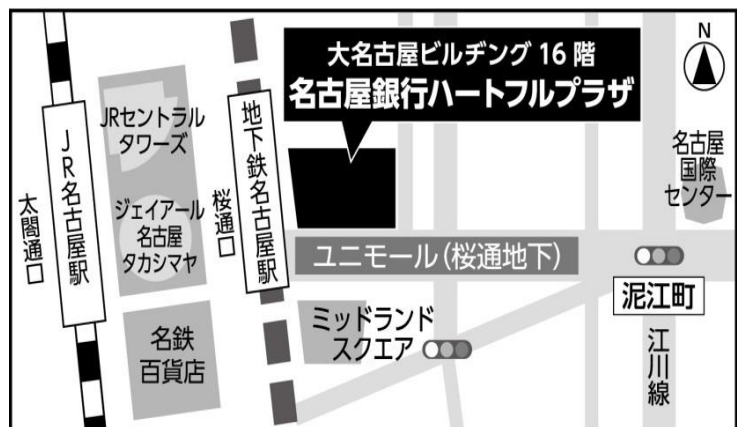 大名古屋ビルヂング 16 階
名古屋銀行ハートフルプラザ
N
JRセントラル
タワーズ
ジェイアール
名古屋
タカシマヤ
名鉄
百貨店
JR名古屋駅
太閤通口
地下鉄名古屋駅
桜通口
ユニモール(桜通地下)
ミッドランド
スクエア
名古屋
国際
センター
泥江町
江川線